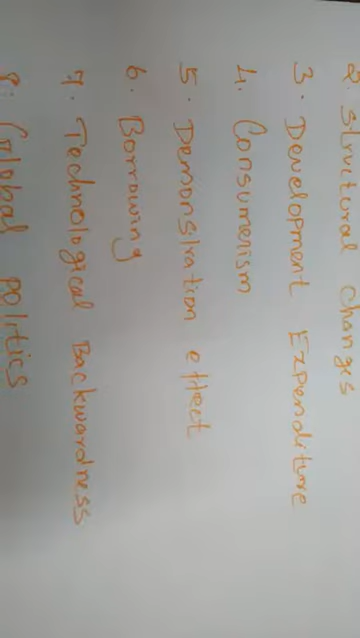 2. Structural changes
3. Development Expenditure
4. Consumerism
5. Demonstration effect
6. Borrowing
7. Technological Backwardness
8. Global politics